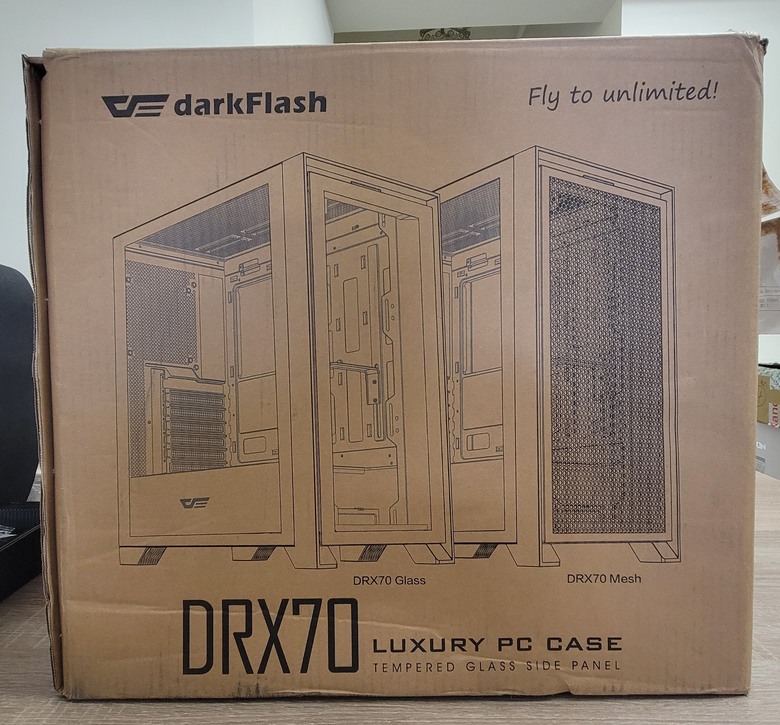 darkFlash
Fly to unlimited!
DRX70 Glass
DRX70 Mesh
DRX70
LUXURY PC CASE
TEMPERED GLASS SIDE PANEL